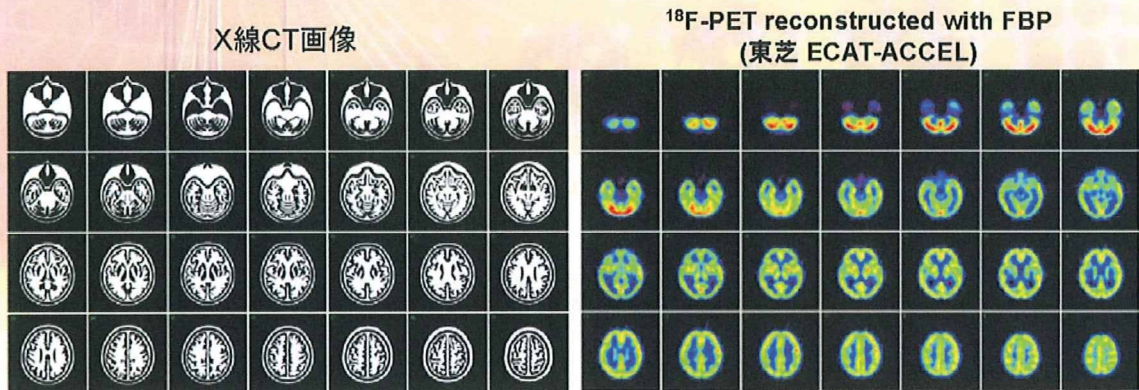 X線CT画像
¹⁸F-PET reconstructed with FBP
(東芝 ECAT-ACCEL)